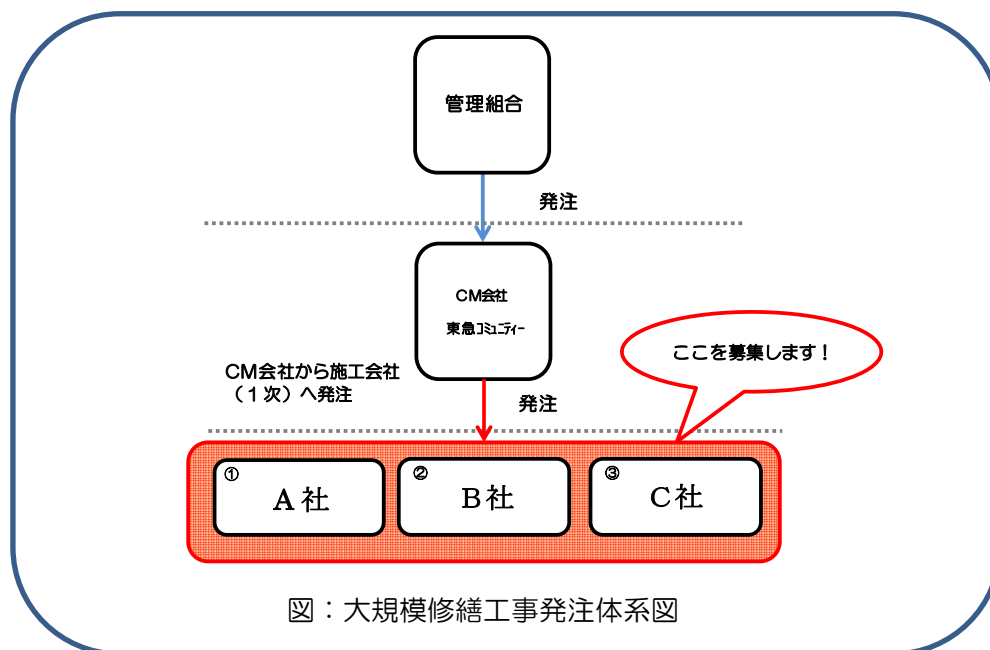 管理組合
発注
CM会社
東急ｺﾐｭﾆﾃｨｰ
ここを募集します！
CM会社から施工会社
（１次）へ発注
発注
①
A社
②
B社
③
C社
図：大規模修繕工事発注体系図